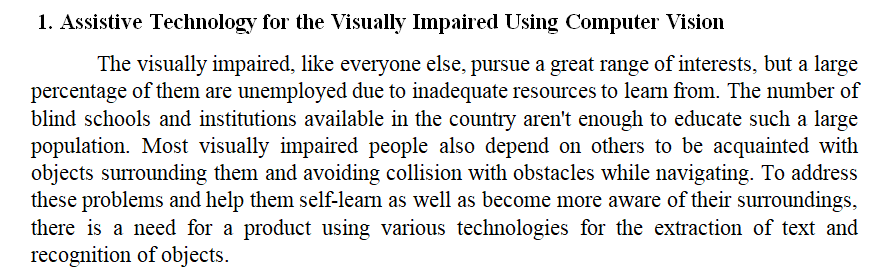 1. Assistive Technology for the Visually Impaired Using Computer Vision
The visually impaired, like everyone else, pursue a great range of interests, but a large
percentage of them are unemployed due to inadequate resources to learn from. The number of
blind schools and institutions available in the country aren't enough to educate such a large
population. Most visually impaired people also depend on others to be acquainted with
objects surrounding them and avoiding collision with obstacles while navigating. To address
these problems and help them self-learn as well as become more aware of their surroundings,
there is a need for a product using various technologies for the extraction of text and
recognition of objects.